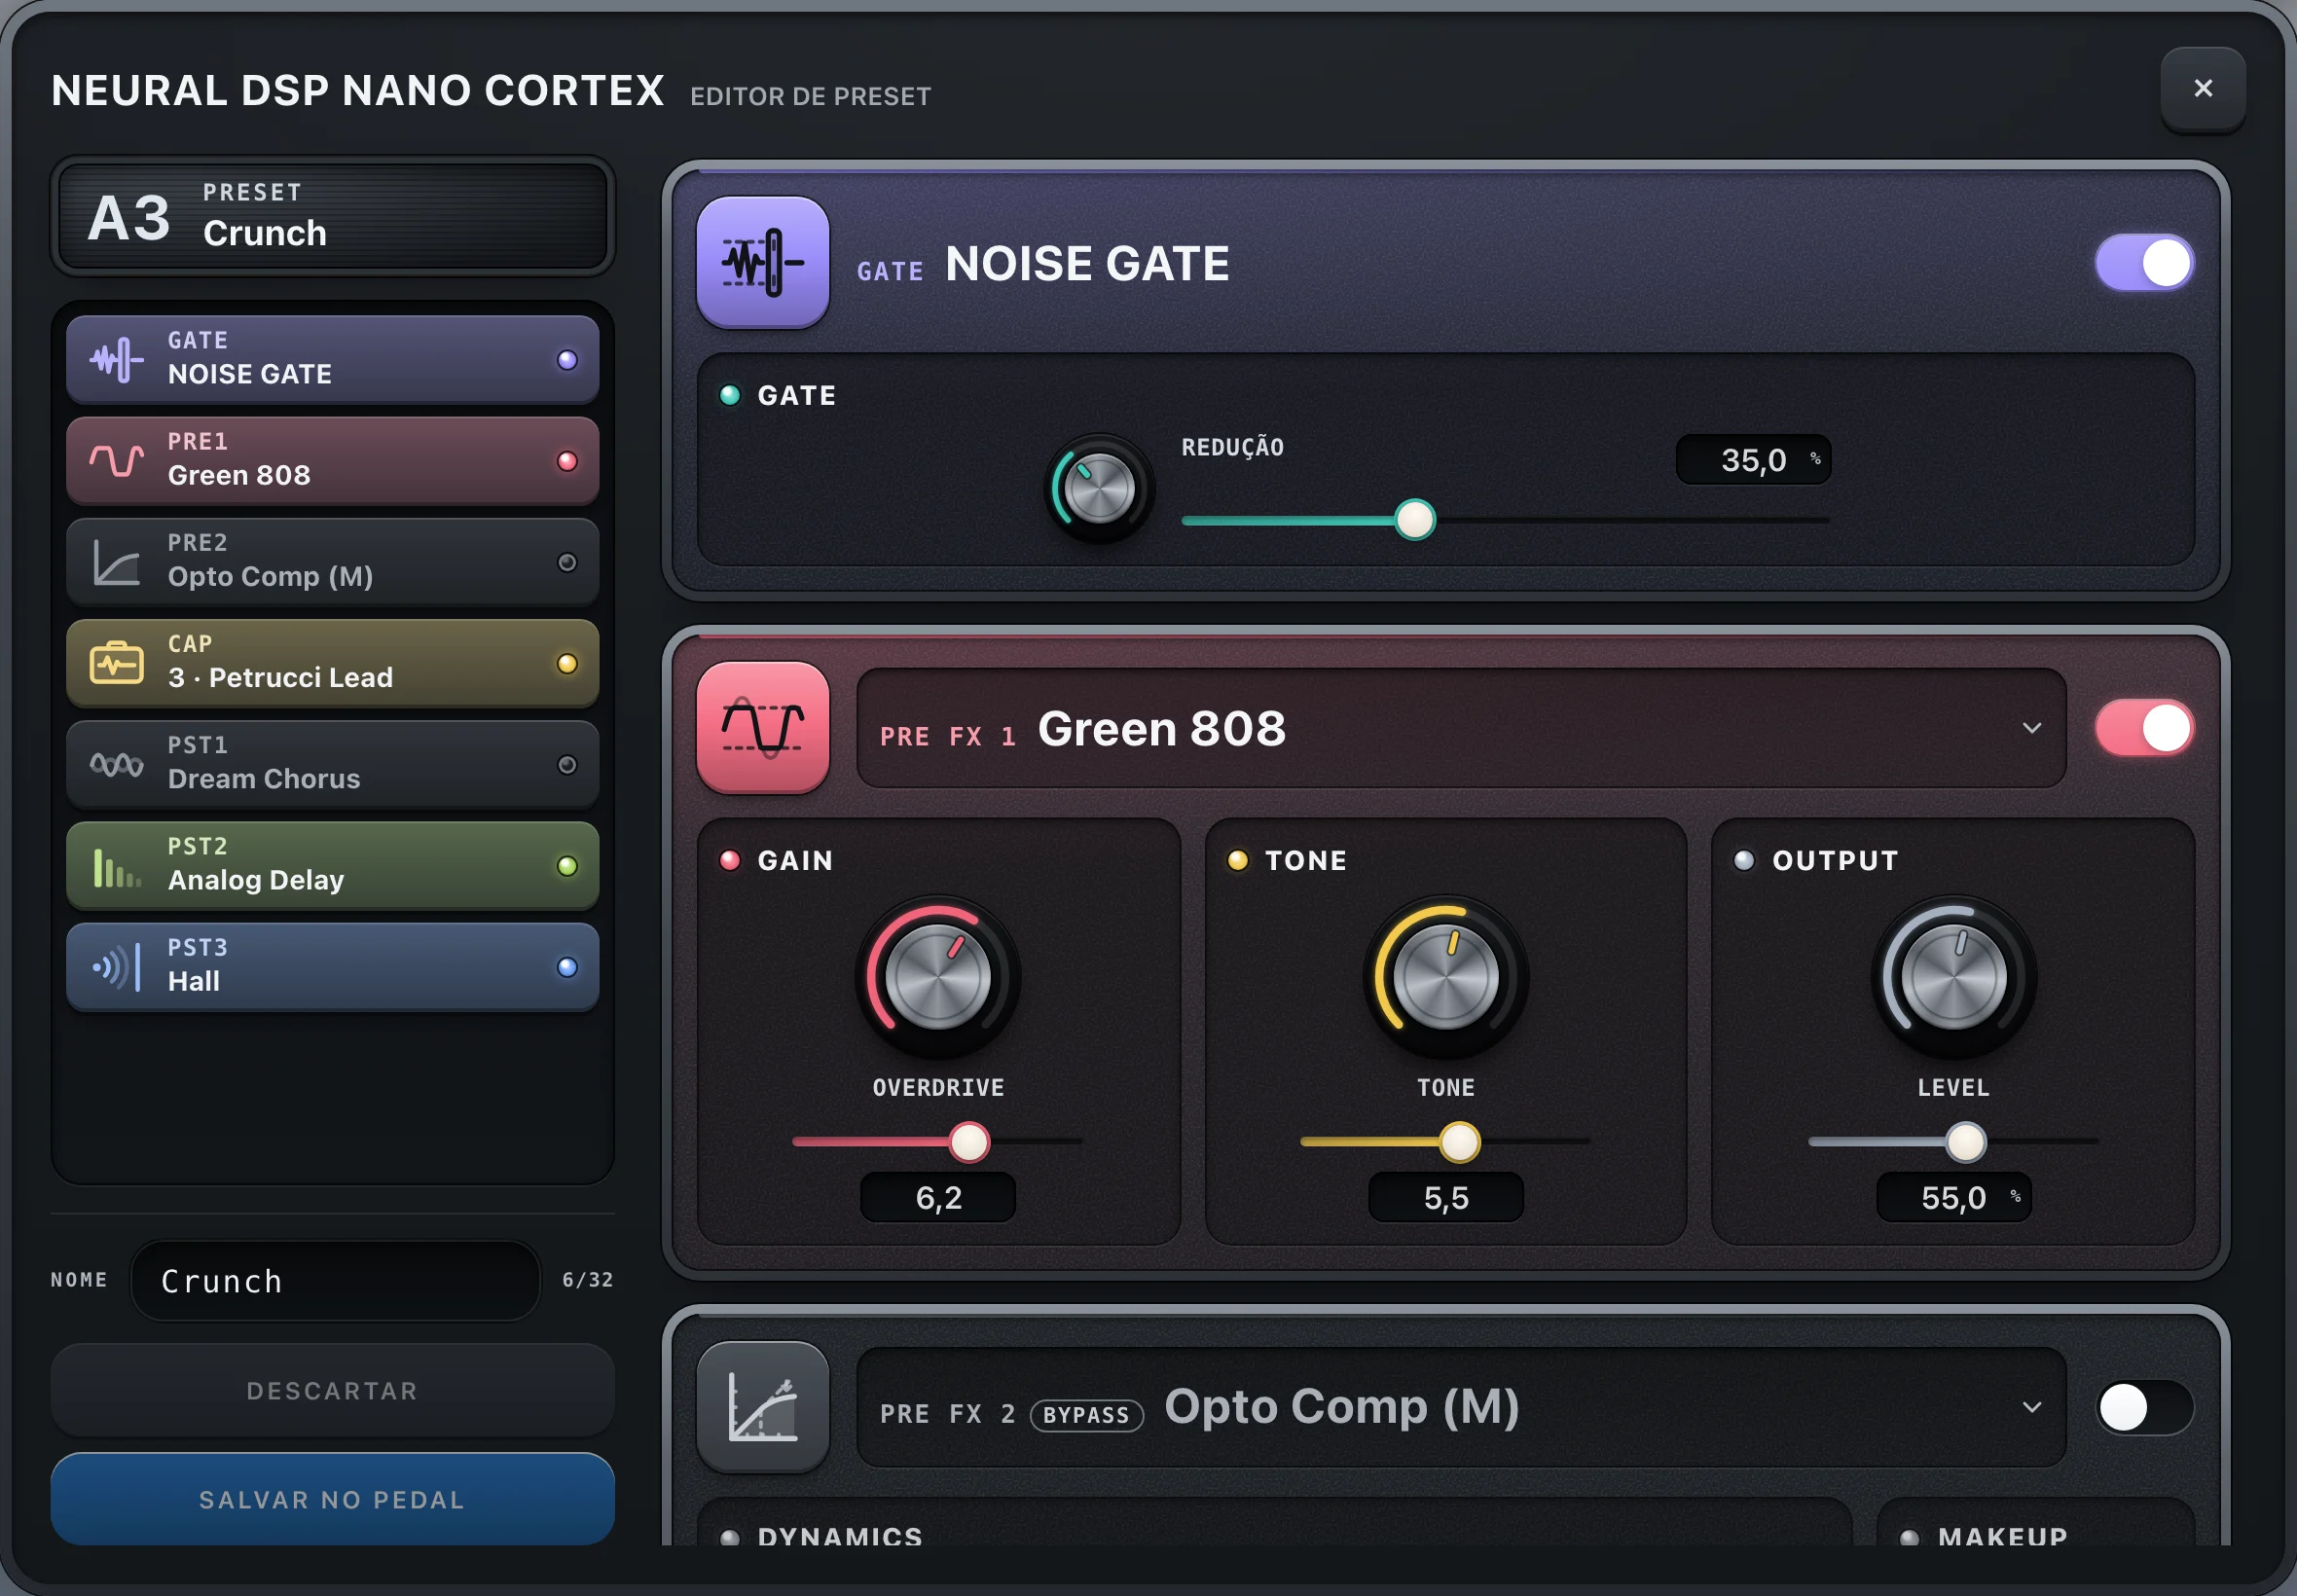 NEURAL DSP NANO CORTEX EDITOR DE PRESET
×
A3
PRESET
Crunch
GATE
NOISE GATE
PRE1
Green 808
PRE2
Opto Comp (M)
CAP
3 · Petrucci Lead
PST1
Dream Chorus
PST2
Analog Delay
PST3
Hall
NOME
Crunch
6/32
DESCARTAR
SALVAR NO PEDAL
GATE NOISE GATE
GATE
REDUÇÃO
35,0 %
PRE FX 1 Green 808
GAIN
OVERDRIVE
6,2
TONE
TONE
5,5
OUTPUT
LEVEL
55,0 %
PRE FX 2 BYPASS Opto Comp (M)
DYNAMICS
MAKEUP